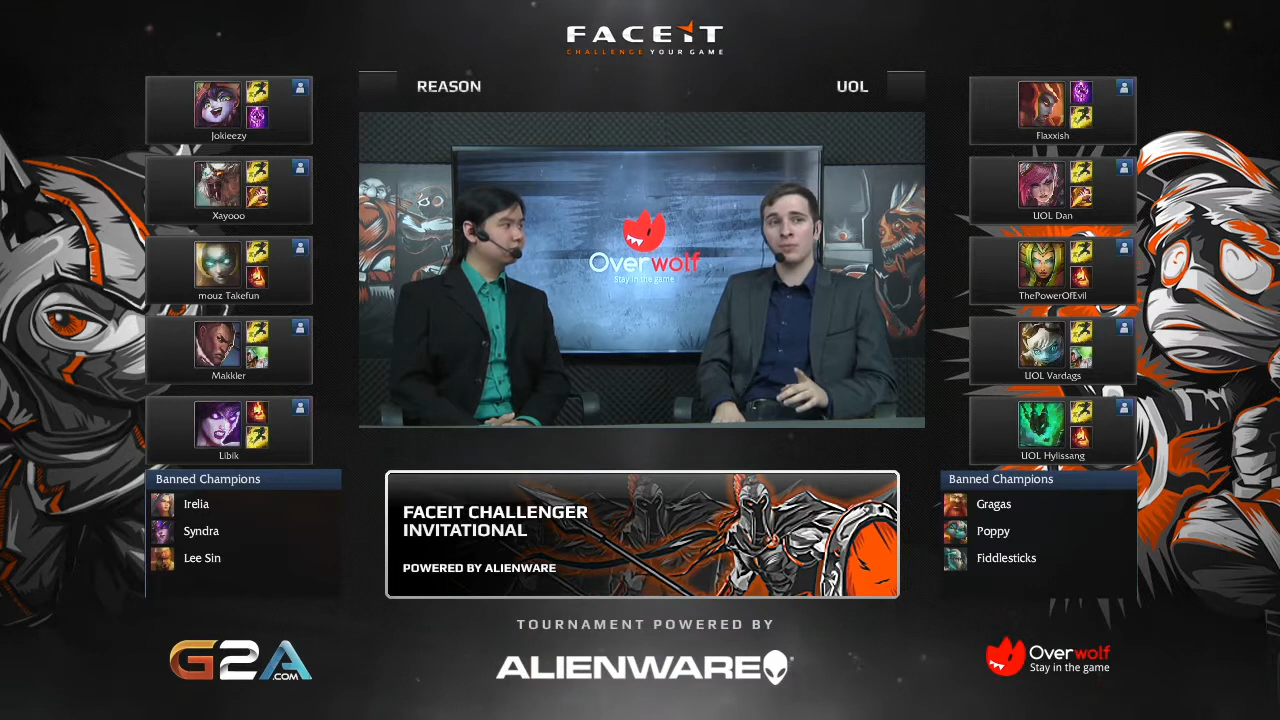 FACEIT
CHALLENGE YOUR GAME
REASON
UOL
Jokieezy
Xayooo
mouz Takefun
Makkler
Libik
Banned Champions
Irelia
Syndra
Lee Sin
Overwolf
Stay in the game
Flaxxish
UOL Dan
ThePowerOfEvil
UOL Vardags
UOL Hylissang
Banned Champions
Gragas
Poppy
Fiddlesticks
FACEIT CHALLENGER
INVITATIONAL
POWERED BY ALIENWARE
TOURNAMENT POWERED BY
G2A
.COM
ALIENWARE
Overwolf
Stay in the game